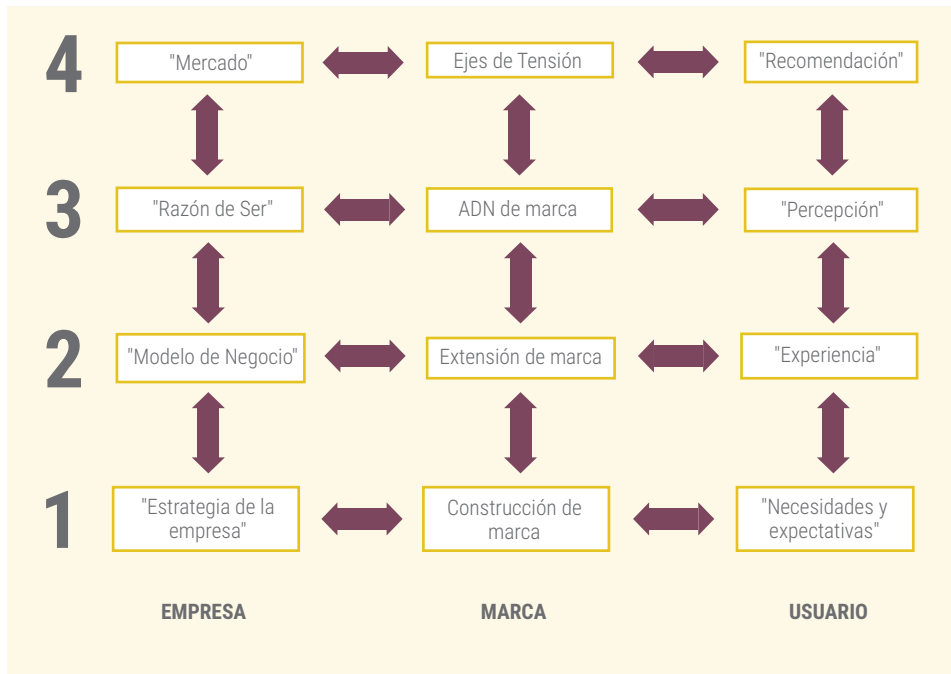 4
"Mercado"
Ejes de Tensión
"Recomendación"
3
"Razón de Ser"
ADN de marca
"Percepción"
2
"Modelo de Negocio"
Extensión de marca
"Experiencia"
1
"Estrategia de la
empresa"
Construcción de
marca
"Necesidades y
expectativas"
EMPRESA
MARCA
USUARIO